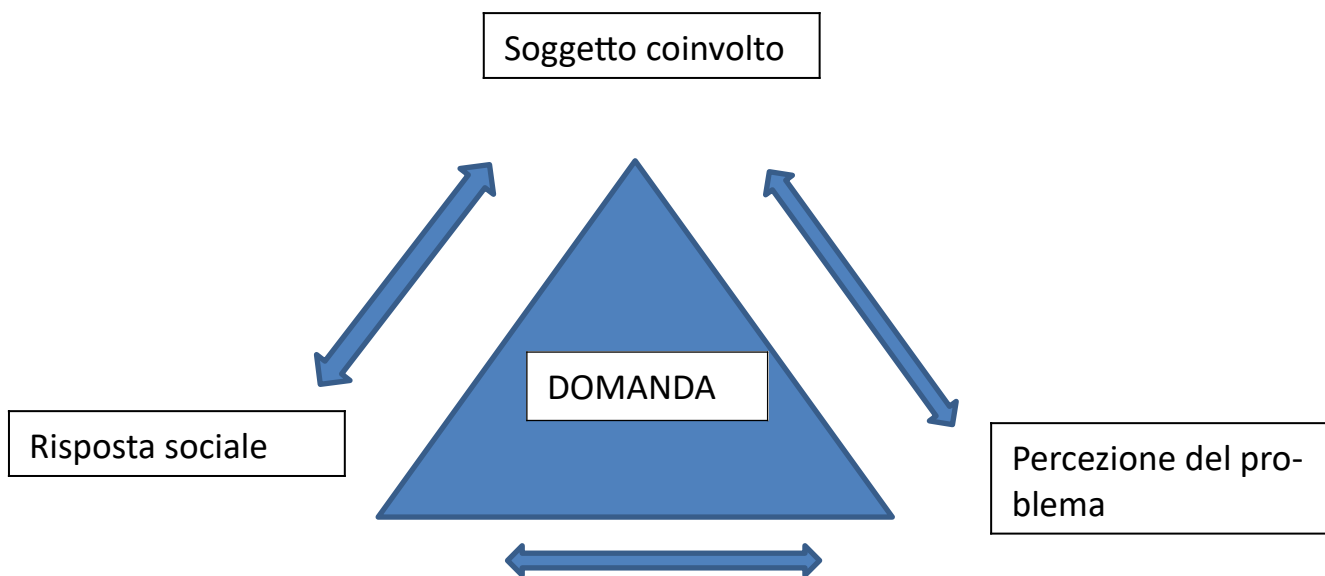 Soggetto coinvolto
DOMANDA
Risposta sociale
Percezione del pro-
blema